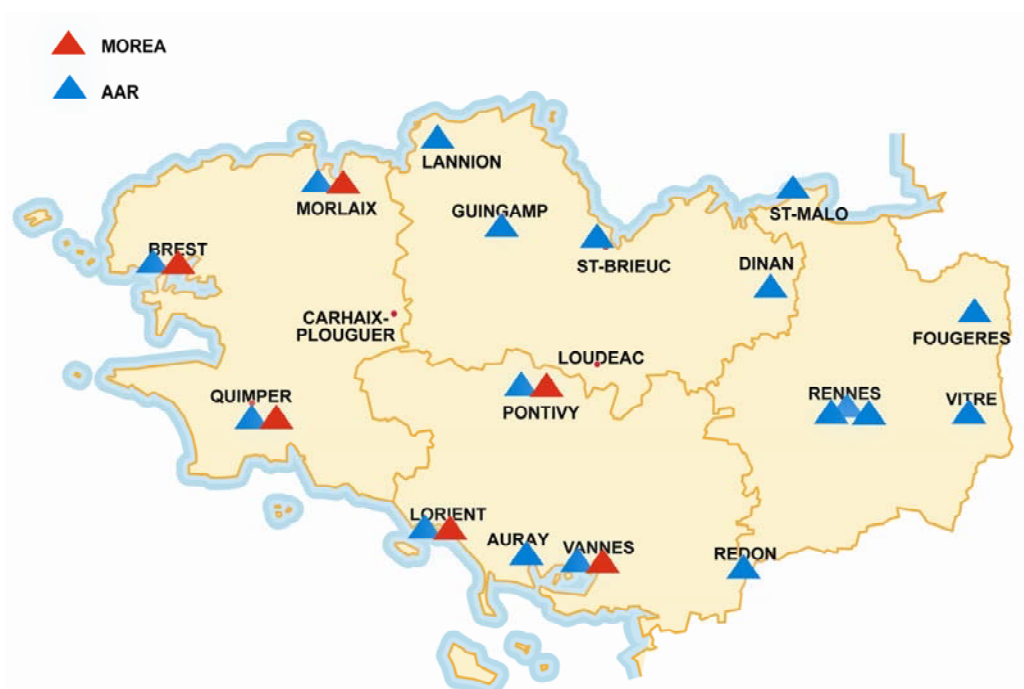 MOREA
AAR
LANNION
MORLAIX
GUINGAMP
ST-MALO
BREST
ST-BRIEUC
DINAN
CARHAIX-
PLOUGUER
FOUGERES
LOUDEAC
QUIMPER
PONTIVY
RENNES
VITRE
LORIENT
AURAY
VANNES
REDON